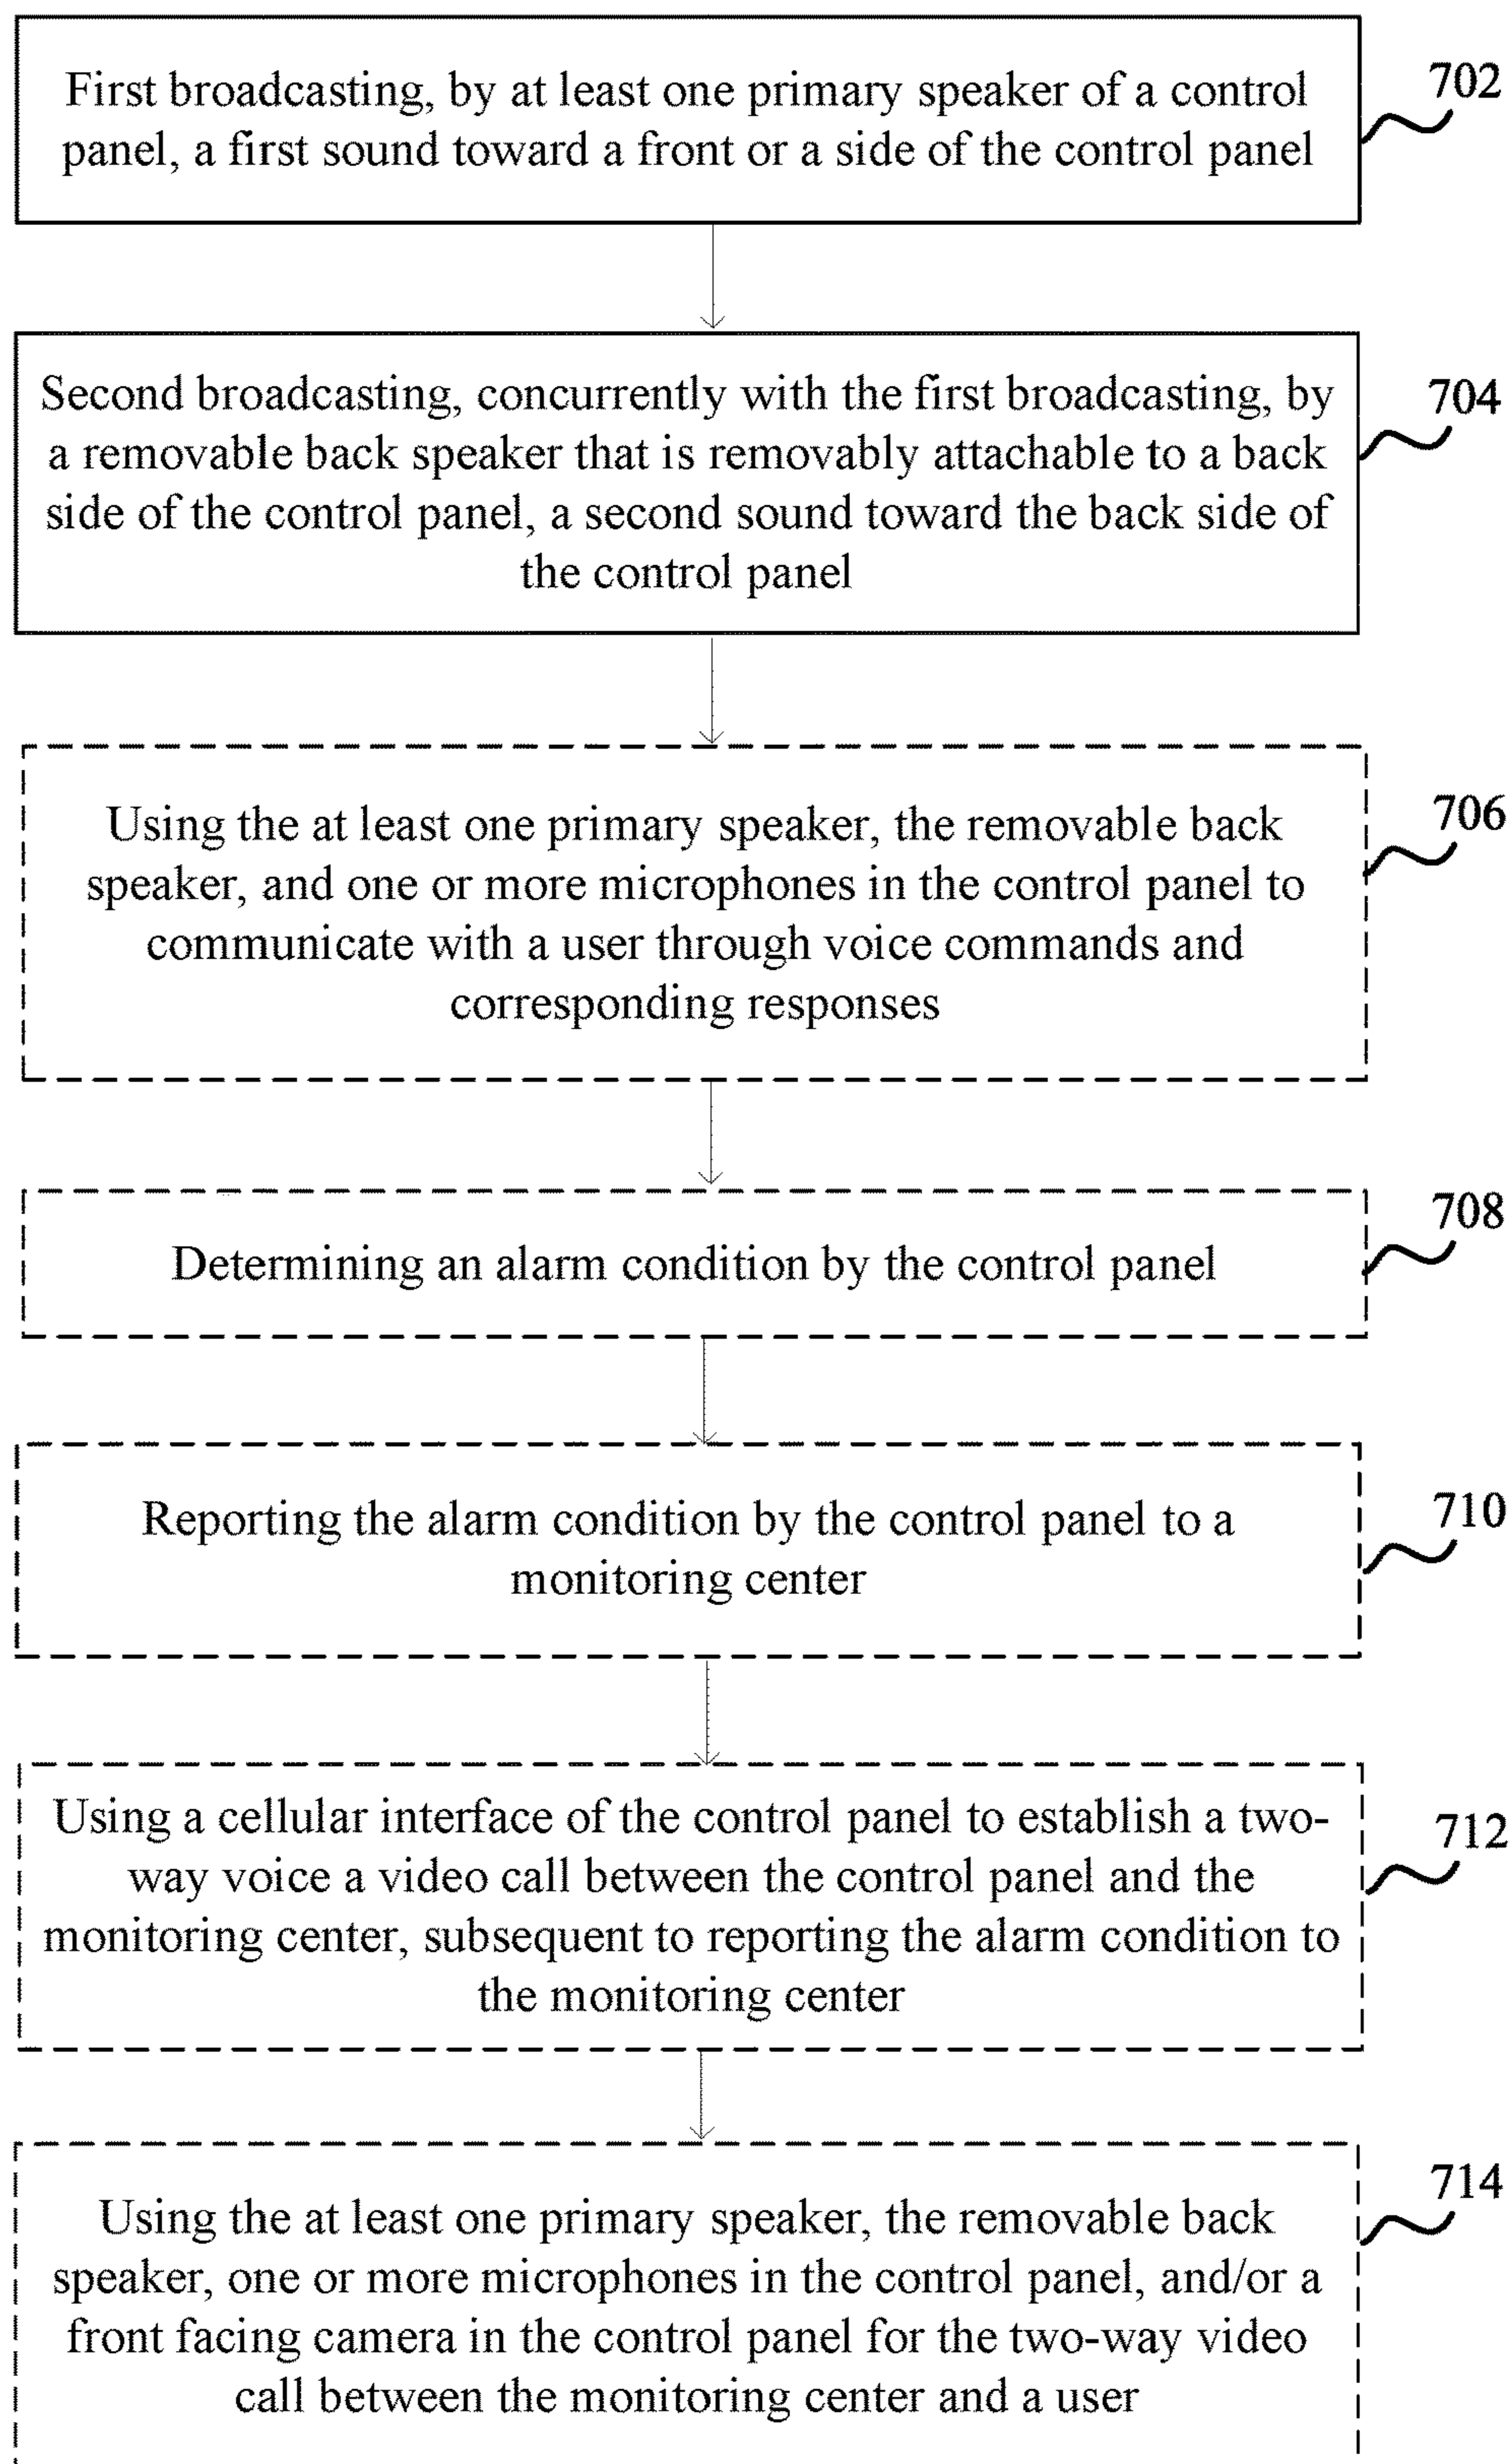 First broadcasting, by at least one primary speaker of a control
panel, a first sound toward a front or a side of the control panel
702
Second broadcasting, concurrently with the first broadcasting, by
a removable back speaker that is removably attachable to a back
side of the control panel, a second sound toward the back side of
the control panel
704
Using the at least one primary speaker, the removable back
speaker, and one or more microphones in the control panel to
communicate with a user through voice commands and
corresponding responses
706
Determining an alarm condition by the control panel
708
Reporting the alarm condition by the control panel to a
monitoring center
710
Using a cellular interface of the control panel to establish a two-
way voice a video call between the control panel and the
monitoring center, subsequent to reporting the alarm condition to
the monitoring center
712
Using the at least one primary speaker, the removable back
speaker, one or more microphones in the control panel, and/or a
front facing camera in the control panel for the two-way video
call between the monitoring center and a user
714